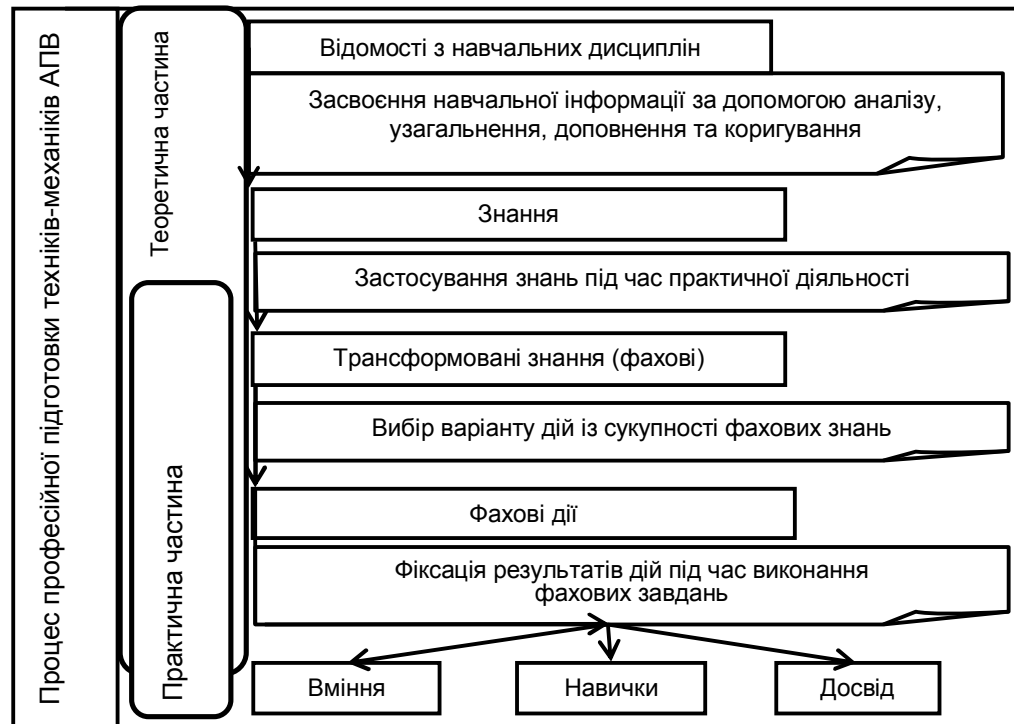 Процес професійної підготовки техніків-механіків АПВ
Теоретична частина
Практична частина
Відомості з навчальних дисциплін
Засвоєння навчальної інформації за допомогою аналізу,
узагальнення, доповнення та коригування
Знання
Застосування знань під час практичної діяльності
Трансформовані знання (фахові)
Вибір варіанту дій із сукупності фахових знань
Фахові дії
Фіксація результатів дій під час виконання
фахових завдань
Вміння
Навички
Досвід